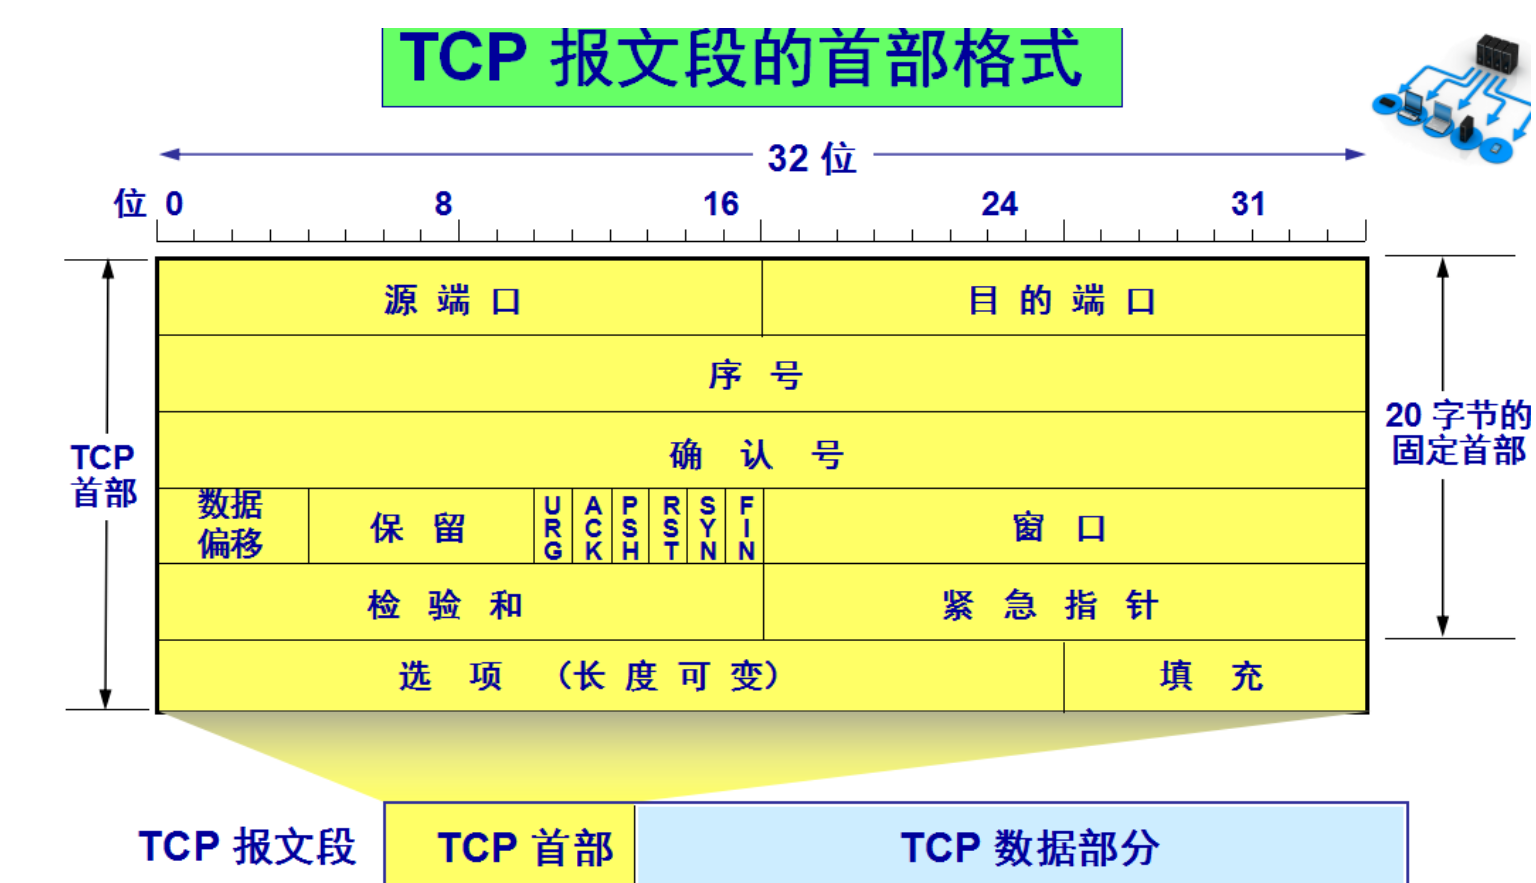 TCP 报文段的首部格式
32 位
位 0 8 16 24 31
源端口 目的端口
序号
确认号
TCP
首部
20 字节的
固定首部
数据
偏移
保留
URG
ACK
PSH
RST
SYN
FIN
窗口
检验和 紧急指针
选项 （长度可变） 填充
TCP 报文段 TCP 首部 TCP 数据部分